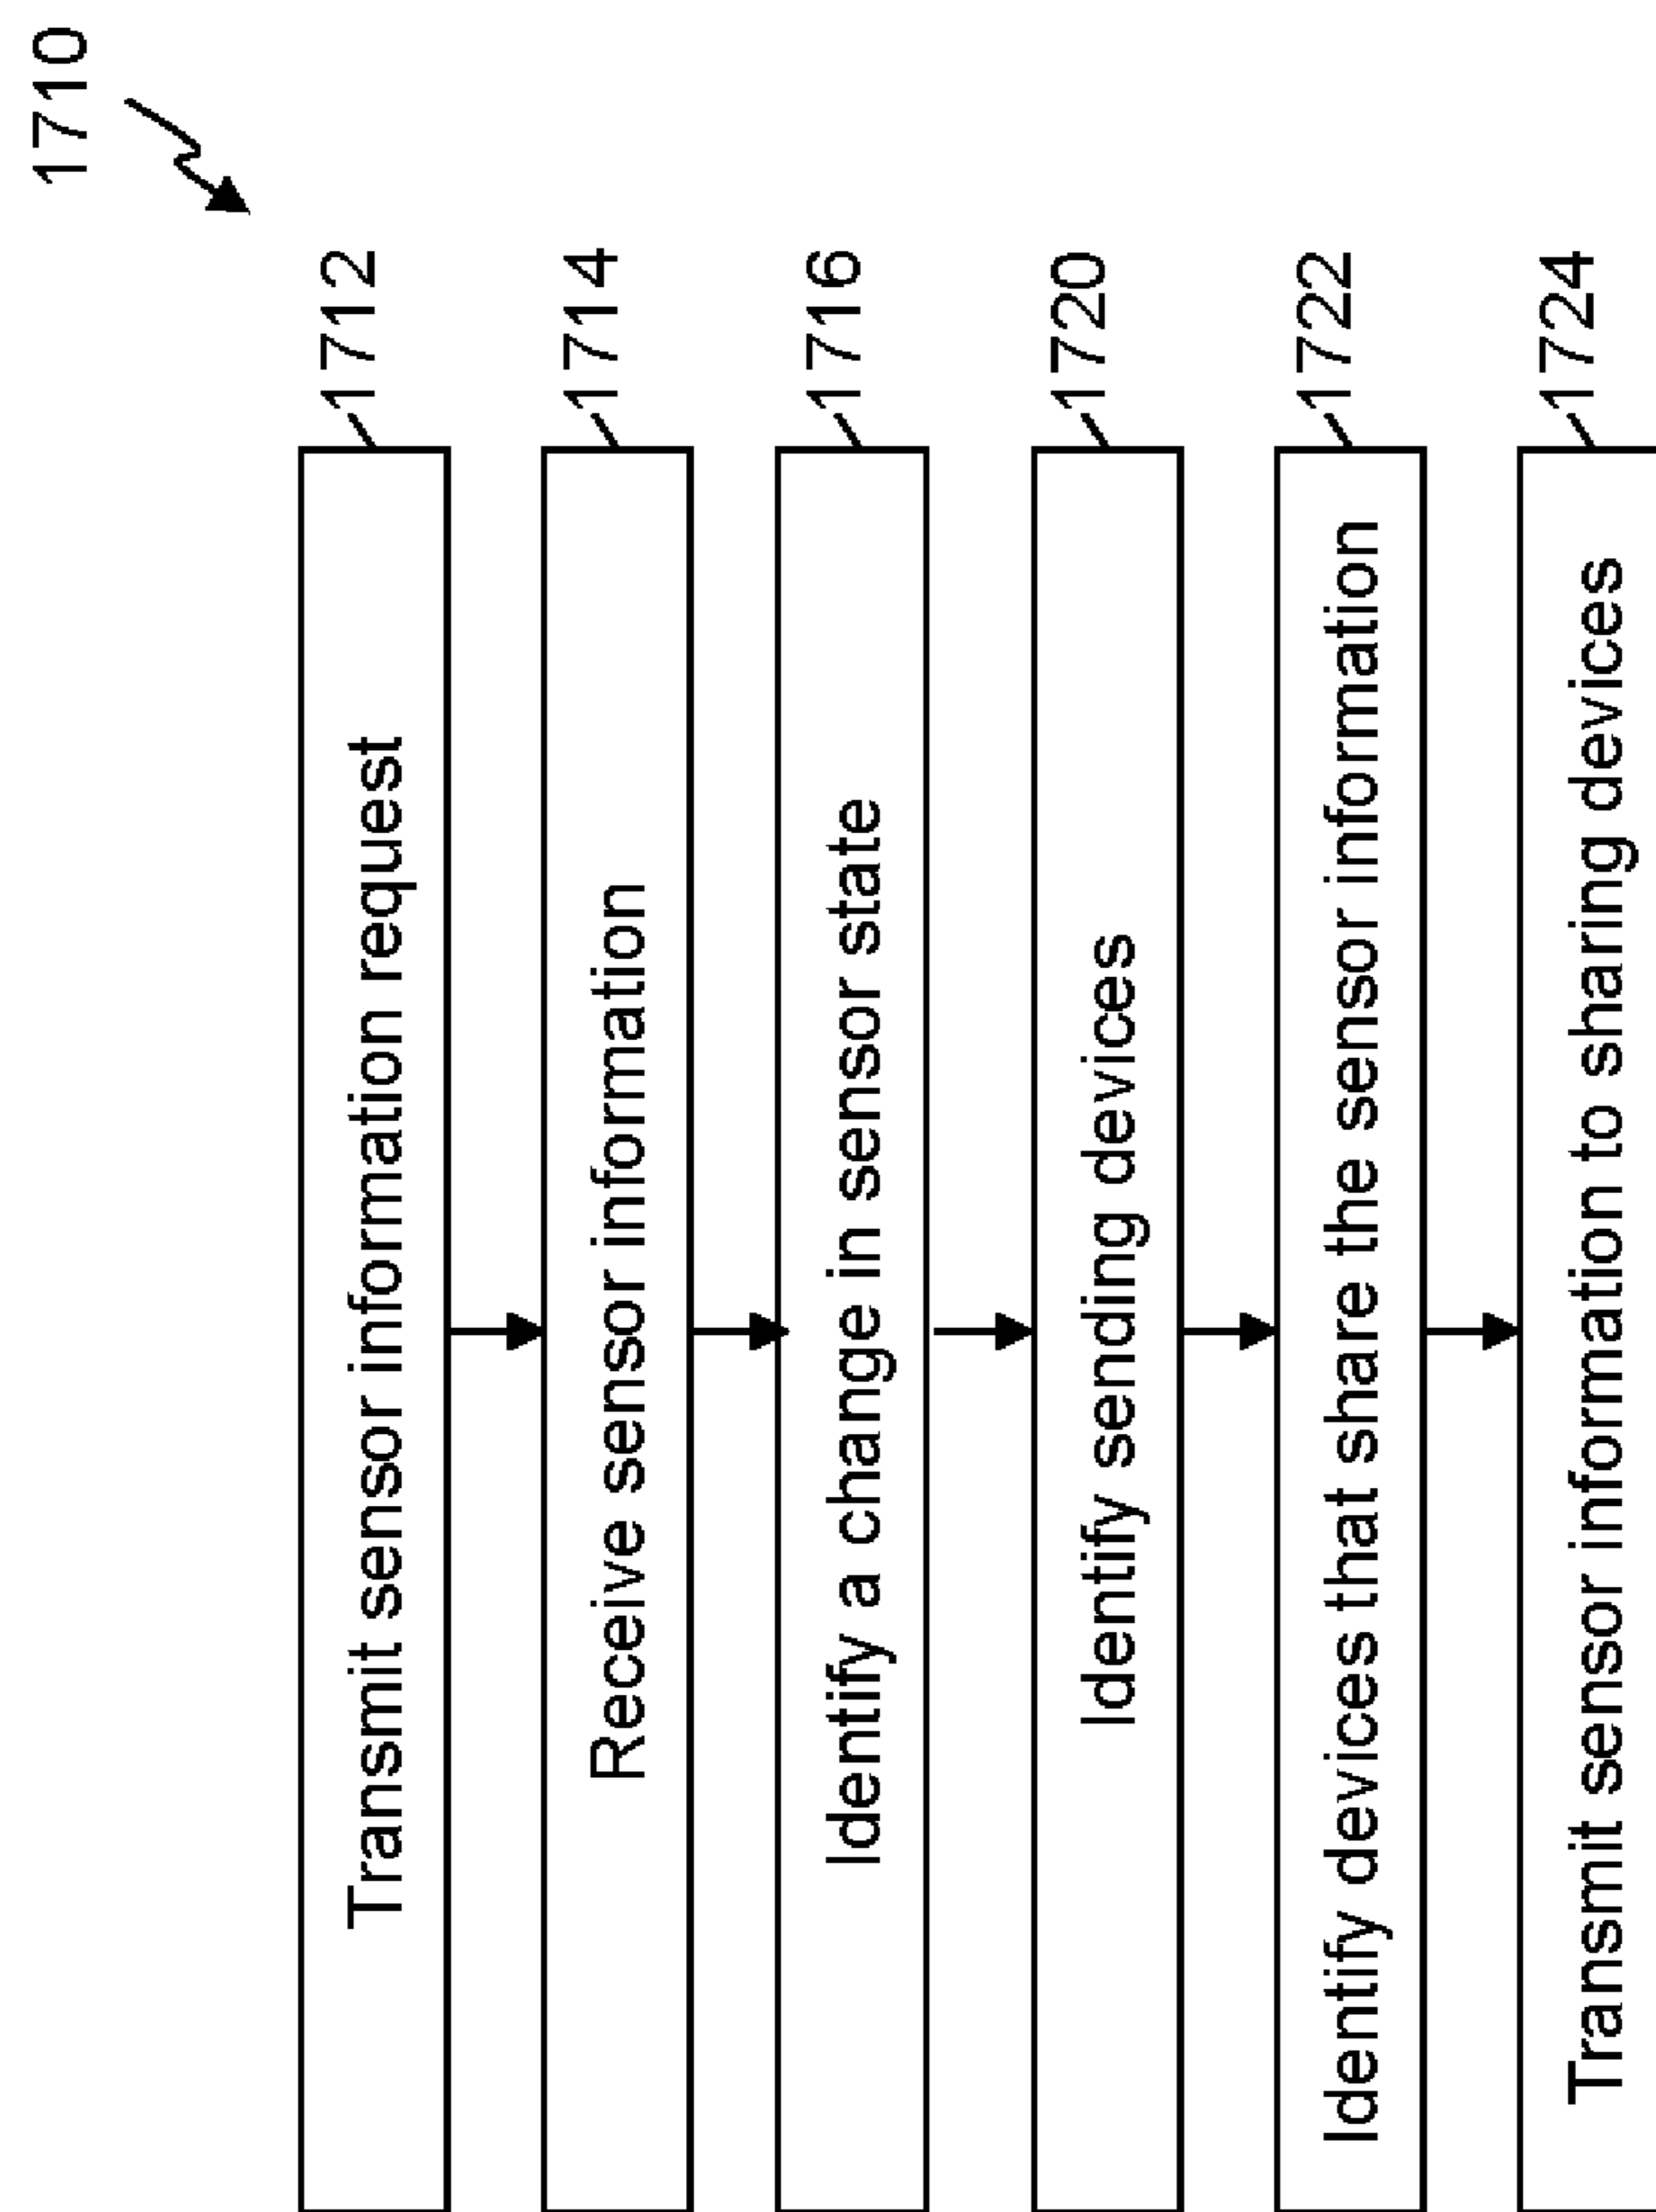 1710
1712
Transmit sensor information request
1714
Receive sensor information
1716
Identify a change in sensor state
1720
Identify sending devices
1722
Identify devices that share the sensor information
1724
Transmit sensor information to sharing devices